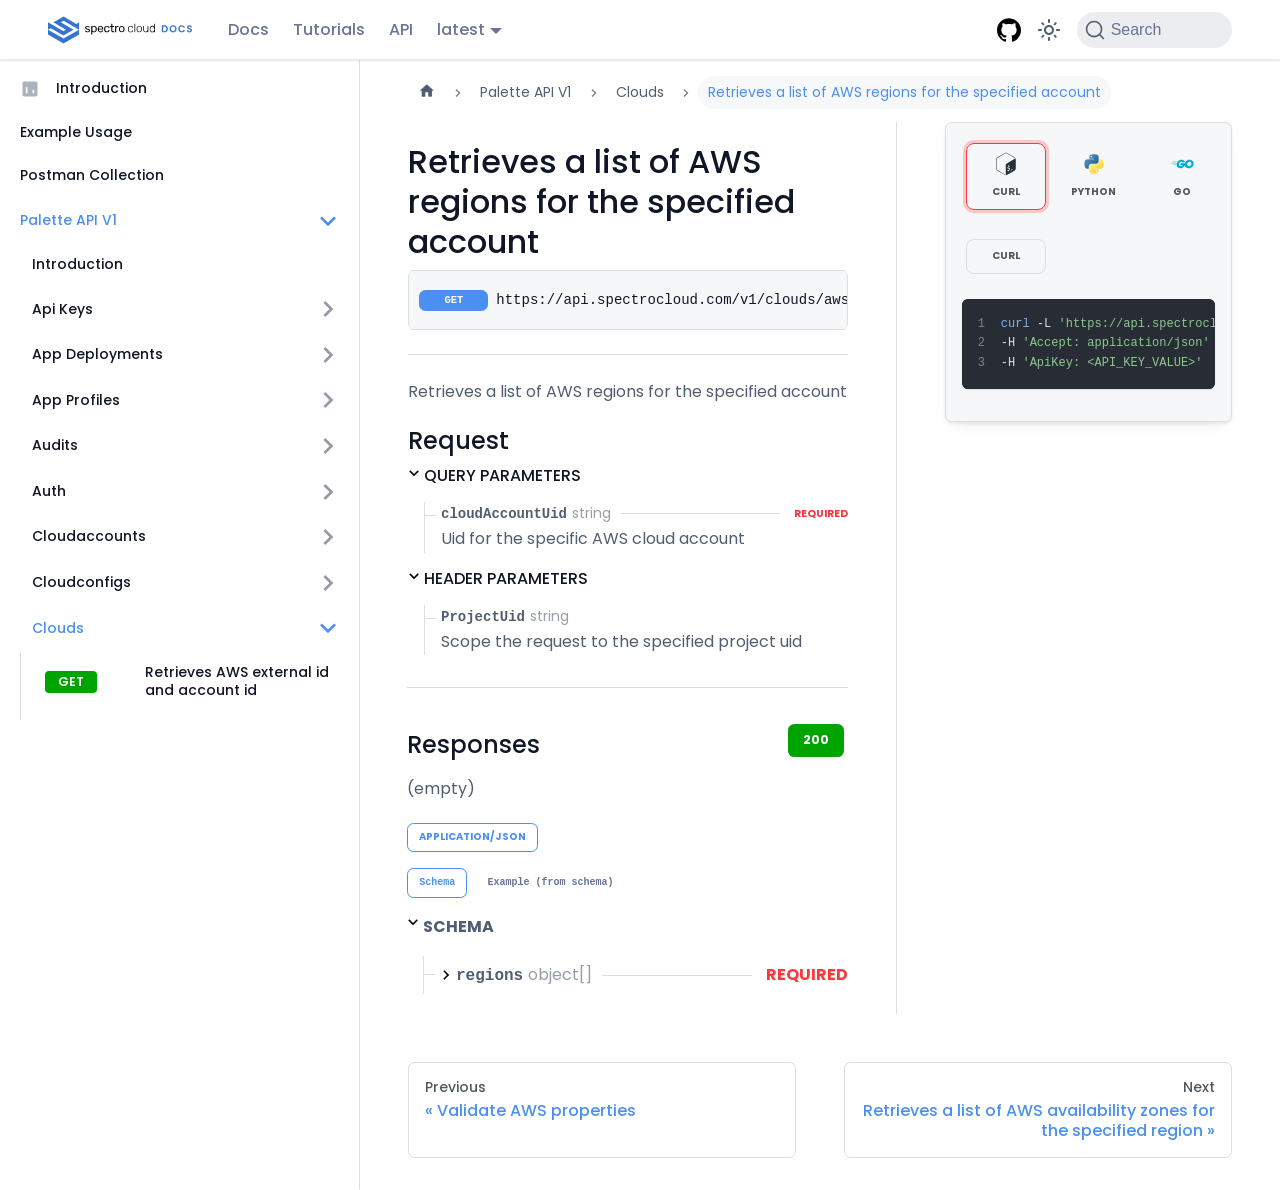 spectro cloud DOCS
Docs
Tutorials
API
latest
Search
Introduction
Example Usage
Postman Collection
Palette API V1
Introduction
Api Keys
App Deployments
App Profiles
Audits
Auth
Cloudaccounts
Cloudconfigs
Clouds
GET
Retrieves AWS external id
and account id
Palette API V1
Clouds
Retrieves a list of AWS regions for the specified account
Retrieves a list of AWS
regions for the specified
account
GET https://api.spectrocloud.com/v1/clouds/aws
Retrieves a list of AWS regions for the specified account
Request
QUERY PARAMETERS
cloudAccountUid string REQUIRED
Uid for the specific AWS cloud account
HEADER PARAMETERS
ProjectUid string
Scope the request to the specified project uid
Responses
200
(empty)
APPLICATION/JSON
Schema
Example (from schema)
SCHEMA
regions object[] REQUIRED
CURL
PYTHON
GO
CURL
1 curl -L 'https://api.spectrocl
2 -H 'Accept: application/json'
3 -H 'ApiKey: <API_KEY_VALUE>'
Previous
« Validate AWS properties
Next
Retrieves a list of AWS availability zones for
the specified region »